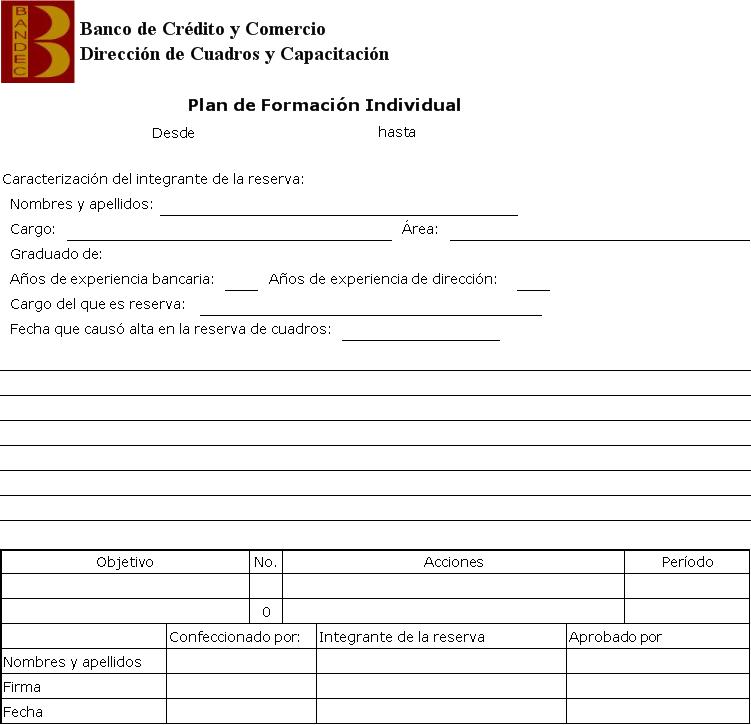 BANDEC
Banco de Crédito y Comercio
Dirección de Cuadros y Capacitación
Plan de Formación Individual
Desde hasta
Caracterización del integrante de la reserva:
Nombres y apellidos:
Cargo: Área:
Graduado de:
Años de experiencia bancaria: Años de experiencia de dirección:
Cargo del que es reserva:
Fecha que causó alta en la reserva de cuadros:
Objetivo No. Acciones Período
0
Confeccionado por: Integrante de la reserva Aprobado por
Nombres y apellidos
Firma
Fecha